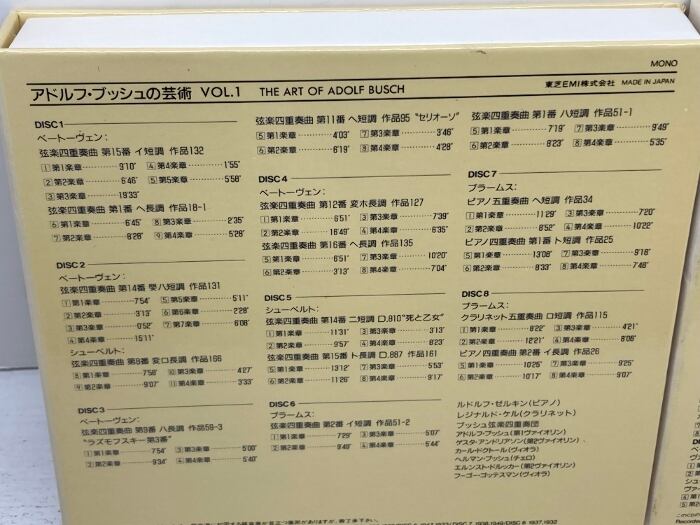 MONO
アドルフ・ブッシュの芸術 VOL.1 THE ART OF ADOLF BUSCH
東芝EMI株式会社 MADE IN JAPAN
DISC1
ベートーヴェン:
弦楽四重奏曲 第15番 イ短調 作品132
1 第1楽章 9'10" 4 第4楽章 1'55"
2 第2楽章 6'46" 5 第5楽章 5'58"
3 第3楽章 19'33"
弦楽四重奏曲 第1番 ヘ長調 作品18-1
6 第1楽章 6'45" 8 第3楽章 2'35"
7 第2楽章 8'28" 9 第4楽章 5'28"
DISC2
ベートーヴェン:
弦楽四重奏曲 第14番 嬰ハ短調 作品131
1 第1楽章 7'54" 5 第5楽章 5'11"
2 第2楽章 3'13" 6 第6楽章 2'28"
3 第3楽章 0'52" 7 第7楽章 6'08"
4 第4楽章 15'11"
シューベルト:
弦楽四重奏曲 第8番 変ロ長調 作品168
8 第1楽章 7'58" 10 第3楽章 4'27"
9 第2楽章 9'07" 11 第4楽章 3'33"
DISC3
ベートーヴェン:
弦楽四重奏曲 第9番 ハ長調 作品59-3
"ラズモフスキー第3番"
1 第1楽章 7'54" 3 第3楽章 5'00"
2 第2楽章 9'34" 4 第4楽章 5'40"
弦楽四重奏曲 第11番 ヘ短調 作品95 "セリオーソ"
5 第1楽章 4'03" 7 第3楽章 3'46"
6 第2楽章 6'19" 8 第4楽章 4'28"
DISC4
ベートーヴェン:
弦楽四重奏曲 第12番 変ホ長調 作品127
1 第1楽章 6'51" 3 第3楽章 7'39"
2 第2楽章 16'49" 4 第4楽章 6'35"
弦楽四重奏曲 第16番 ヘ長調 作品135
5 第1楽章 6'51" 7 第3楽章 10'20"
6 第2楽章 3'13" 8 第4楽章 7'04"
DISC5
シューベルト:
弦楽四重奏曲 第14番 ニ短調 D.810 "死と乙女"
1 第1楽章 11'31" 3 第3楽章 3'13"
2 第2楽章 9'57" 4 第4楽章 8'23"
弦楽四重奏曲 第15番 ト長調 D.887 作品161
5 第1楽章 13'12" 7 第3楽章 5'53"
6 第2楽章 11'26" 8 第4楽章 9'17"
DISC6
ブラームス:
弦楽四重奏曲 第2番 イ短調 作品51-2
1 第1楽章 7'29" 3 第3楽章 5'07"
2 第2楽章 9'49" 4 第4楽章 5'44"
弦楽四重奏曲 第1番 ハ短調 作品51-1
5 第1楽章 7'19" 7 第3楽章 9'49"
6 第2楽章 8'23" 8 第4楽章 5'35"
DISC7
ブラームス:
ピアノ五重奏曲 ヘ短調 作品34
1 第1楽章 11'29" 3 第3楽章 7'20"
2 第2楽章 8'52" 4 第4楽章 10'22"
ピアノ四重奏曲 第1番 ト短調 作品25
5 第1楽章 13'08" 7 第3楽章 9'18"
6 第2楽章 8'33" 8 第4楽章 7'48"
DISC8
ブラームス:
クラリネット五重奏曲 ロ短調 作品115
1 第1楽章 8'22" 3 第3楽章 4'21"
2 第2楽章 12'21" 4 第4楽章 8'06"
ピアノ四重奏曲 第2番 イ長調 作品26
5 第1楽章 10'25" 7 第3楽章 9'25"
6 第2楽章 10'17" 8 第4楽章 9'07"
ルドルフ・ゼルキン(ピアノ)
レジナルド・ケル(クラリネット)
ブッシュ弦楽四重奏団
アドルフ・ブッシュ(第1ヴァイオリン)
ゲスタ・アンドリアソン(第2ヴァイオリン)、
カール・ドクトール(ヴィオラ)
ヘルマン・ブッシュ(チェロ)
エルンスト・ドルッカー(第2ヴァイオリン)
フーゴー・ゴッテスマン(ヴィオラ)